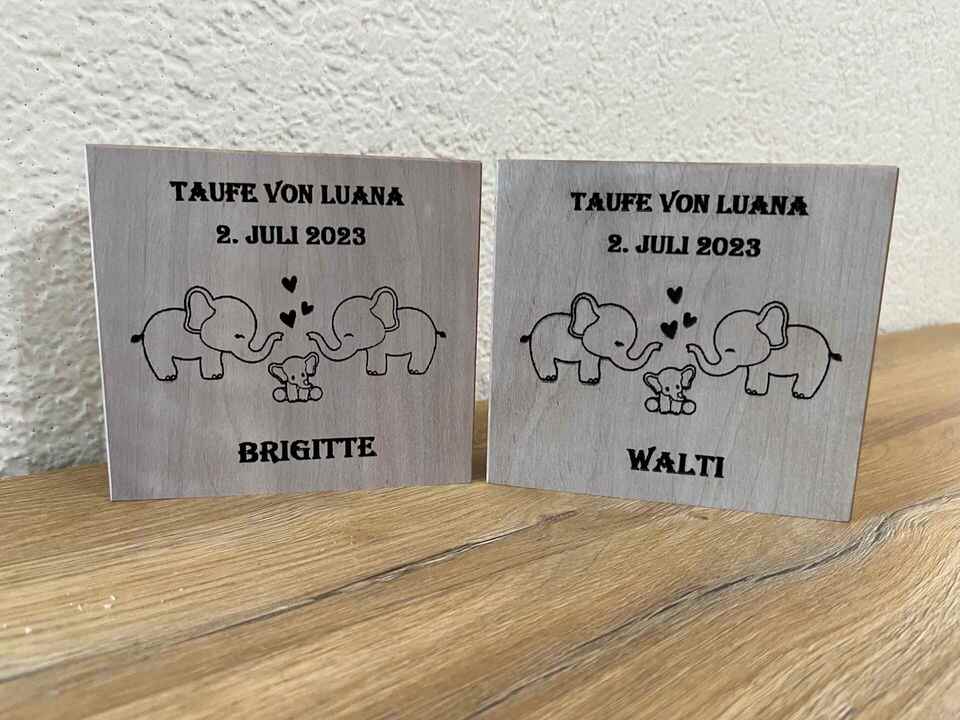 TAUFE VON LUANA
2. JULI 2023
BRIGITTE
TAUFE VON LUANA
2. JULI 2023
WALTI